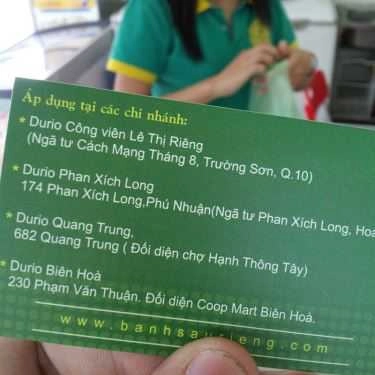 Áp dụng tại các chi nhánh:
* Durio Công viên Lê Thị Riêng
(Ngã tư Cách Mạng Tháng 8, Trường Sơn, Q.10)
* Durio Phan Xích Long
174 Phan Xích Long,Phú Nhuận(Ngã tư Phan Xích Long, Hoa
* Durio Quang Trung,
682 Quang Trung ( Đối diện chợ Hạnh Thông Tây)
* Durio Biên Hoà
230 Phạm Văn Thuận. Đối diện Coop Mart Biên Hoà.
www.banhsaurieng.com